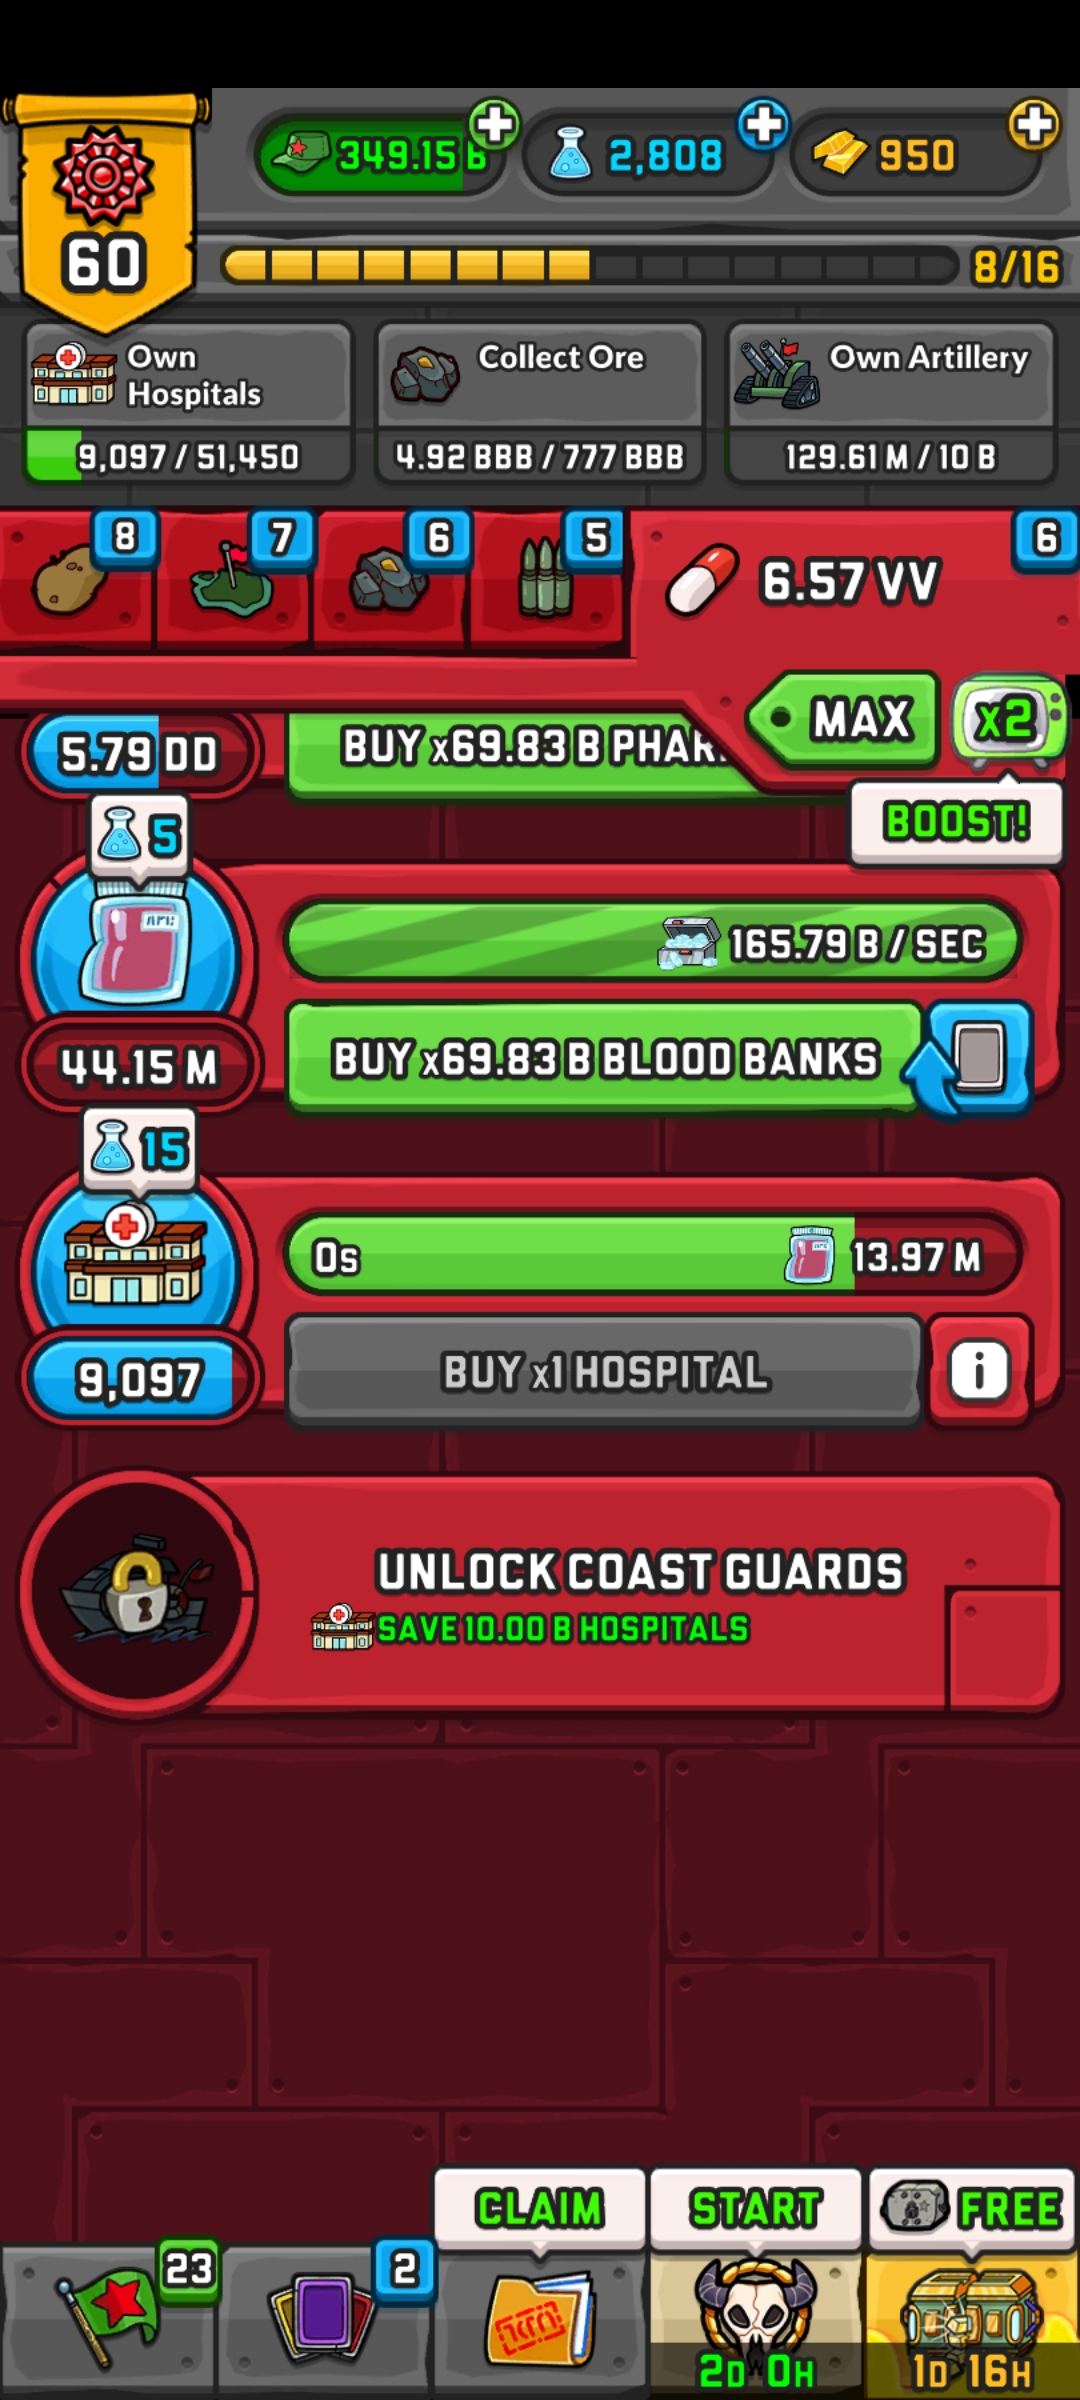 349.15 B
2,808
950
60
8/16
Own
Hospitals
9,097 / 51,450
Collect Ore
4.92 BBB / 777 BBB
Own Artillery
129.61 M / 10 B
8
7
6
5
6
6.57 VV
MAX
x2
BOOST!
5.79 DD
BUY x69.83 B PHAR
5
165.79 B / SEC
44.15 M
BUY x69.83 B BLOOD BANKS
15
0s
13.97 M
9,097
BUY x1 HOSPITAL
i
UNLOCK COAST GUARDS
SAVE 10.00 B HOSPITALS
CLAIM
START
FREE
23
2
2D 0H
1D 16H